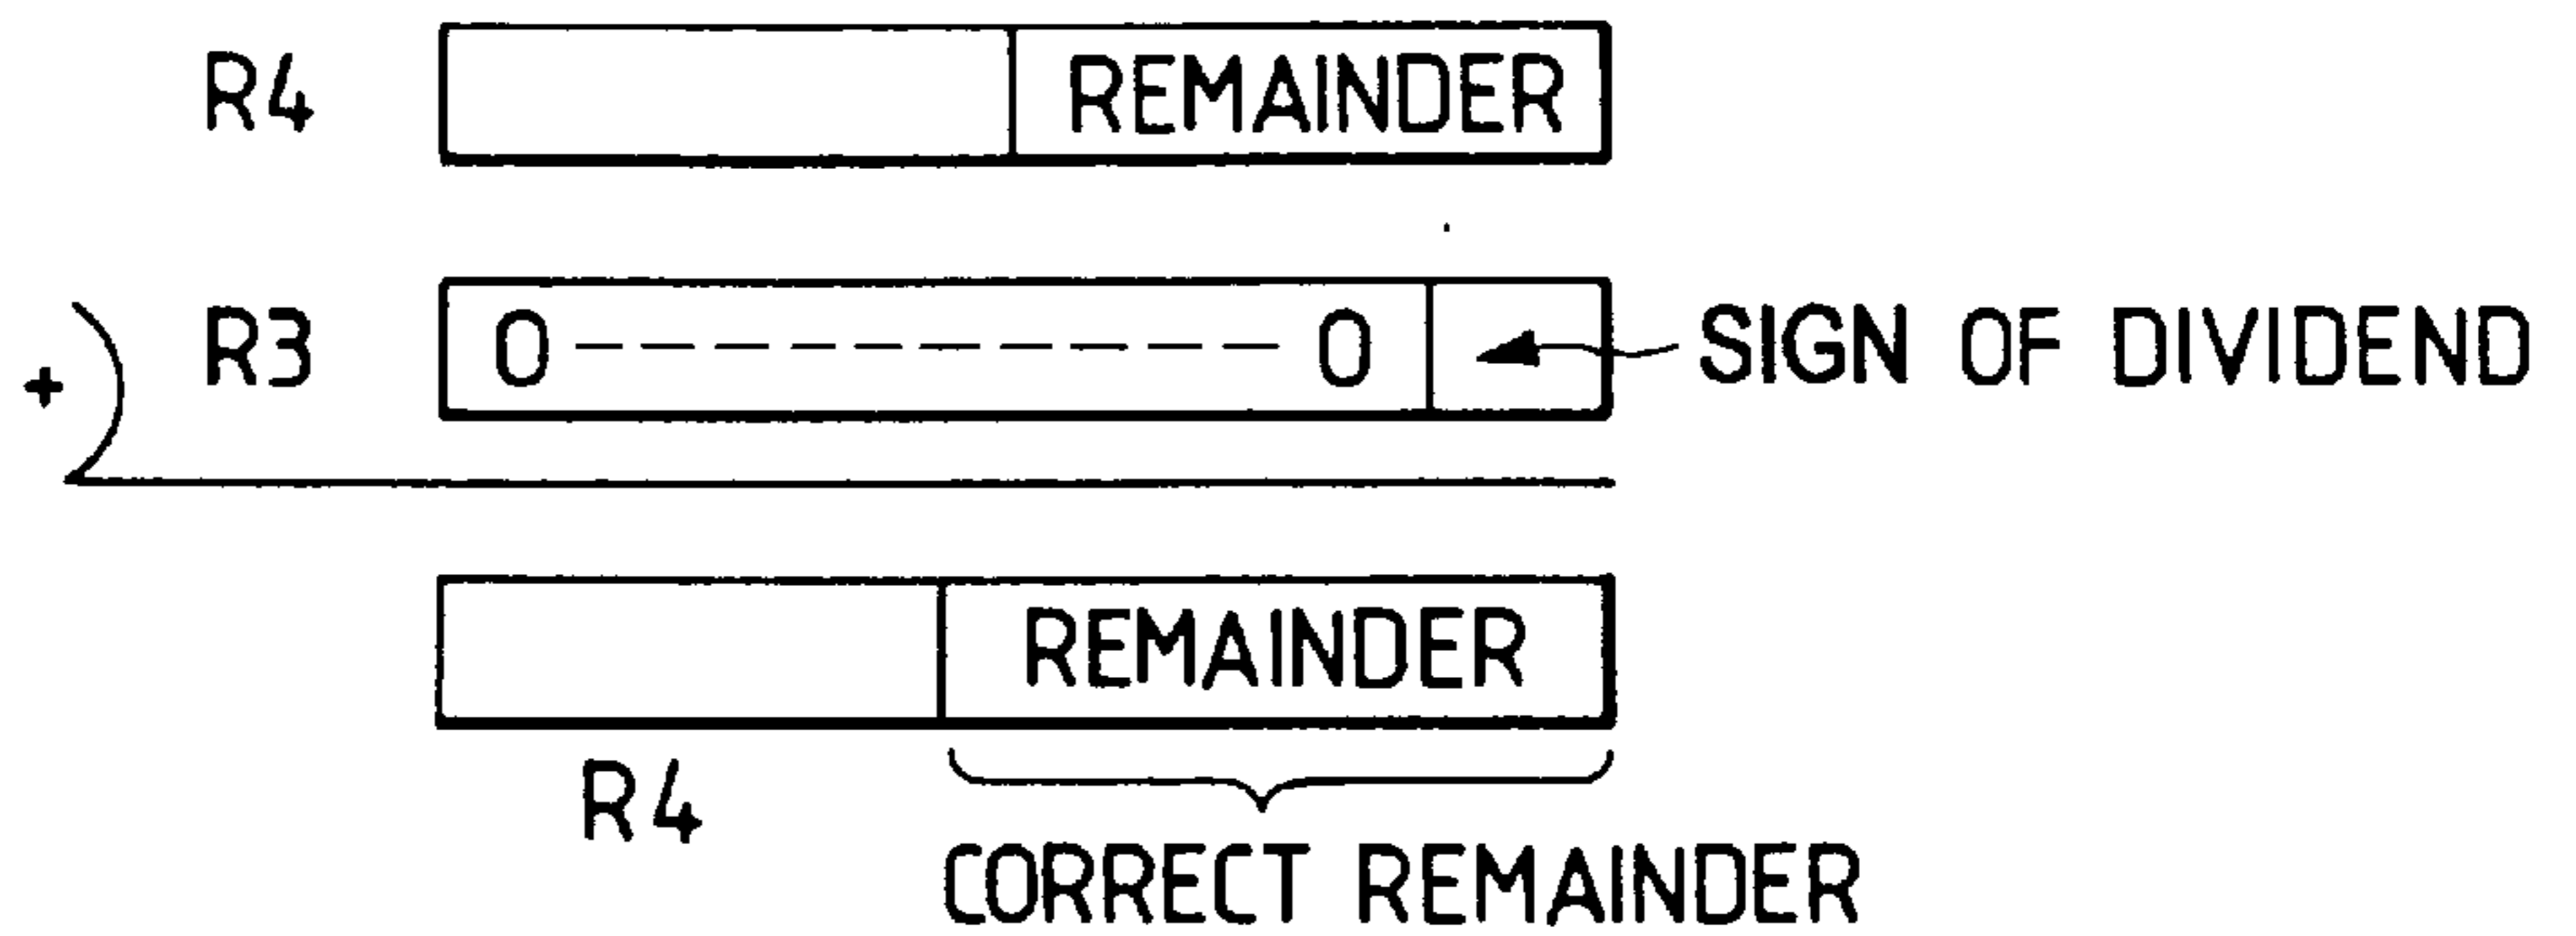 R4 REMAINDER
+ R3 0 – – – – – – – – – – 0 SIGN OF DIVIDEND
REMAINDER
R4
CORRECT REMAINDER